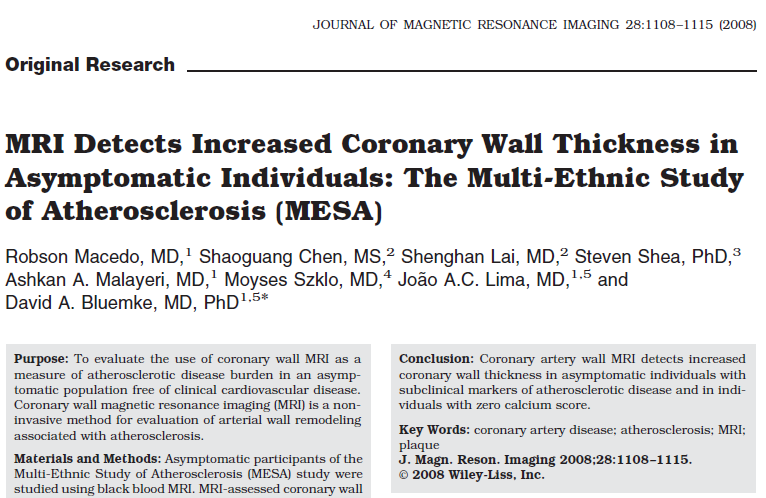 JOURNAL OF MAGNETIC RESONANCE IMAGING 28:1108–1115 (2008)
Original Research
MRI Detects Increased Coronary Wall Thickness in
Asymptomatic Individuals: The Multi-Ethnic Study
of Atherosclerosis (MESA)
Robson Macedo, MD,1 Shaoguang Chen, MS,2 Shenghan Lai, MD,2 Steven Shea, PhD,3
Ashkan A. Malayeri, MD,1 Moyses Szklo, MD,4 João A.C. Lima, MD,1,5 and
David A. Bluemke, MD, PhD1,5*
Purpose: To evaluate the use of coronary wall MRI as a
measure of atherosclerotic disease burden in an asymp-
tomatic population free of clinical cardiovascular disease.
Coronary wall magnetic resonance imaging (MRI) is a non-
invasive method for evaluation of arterial wall remodeling
associated with atherosclerosis.
Materials and Methods: Asymptomatic participants of the
Multi-Ethnic Study of Atherosclerosis (MESA) study were
studied using black blood MRI. MRI-assessed coronary wall
Conclusion: Coronary artery wall MRI detects increased
coronary wall thickness in asymptomatic individuals with
subclinical markers of atherosclerotic disease and in indi-
viduals with zero calcium score.
Key Words: coronary artery disease; atherosclerosis; MRI;
plaque
J. Magn. Reson. Imaging 2008;28:1108–1115.
© 2008 Wiley-Liss, Inc.